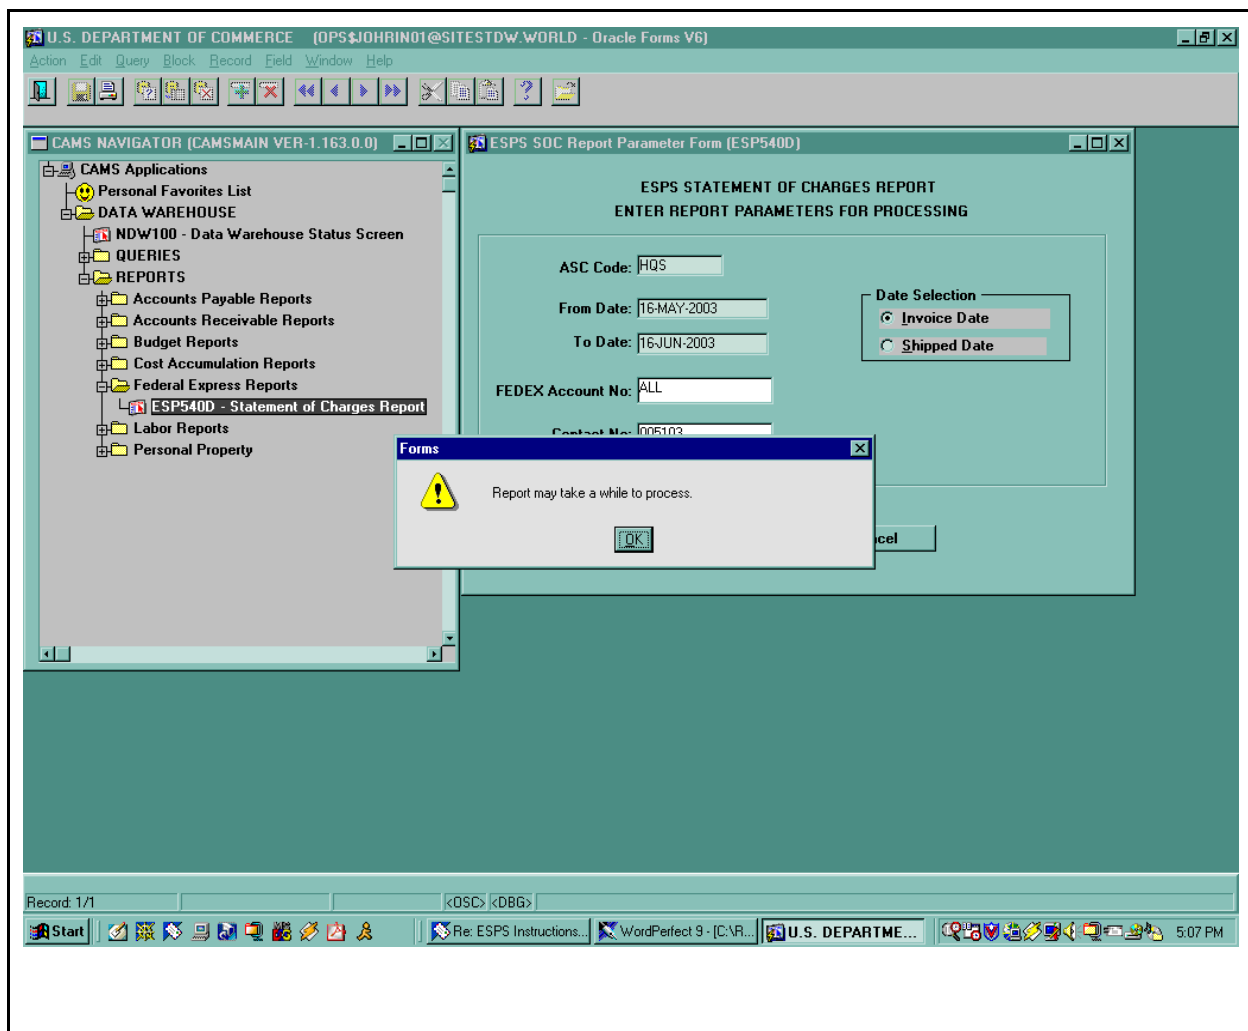 U.S. DEPARTMENT OF COMMERCE (OPS$JOHRIN01@SITESTDW.WORLD - Oracle Forms V6)
Action Edit Query Block Record Field Window Help
CAMS NAVIGATOR (CAMSMAIN VER-1.163.0.0)
CAMS Applications
Personal Favorites List
DATA WAREHOUSE
NDW100 - Data Warehouse Status Screen
QUERIES
REPORTS
Accounts Payable Reports
Accounts Receivable Reports
Budget Reports
Cost Accumulation Reports
Federal Express Reports
ESP540D - Statement of Charges Report
Labor Reports
Personal Property
ESPS SOC Report Parameter Form (ESP540D)
ESPS STATEMENT OF CHARGES REPORT
ENTER REPORT PARAMETERS FOR PROCESSING
ASC Code: HQS
From Date: 16-MAY-2003
To Date: 16-JUN-2003
Date Selection
Invoice Date
Shipped Date
FEDEX Account No: ALL
Contact No: 005103
Forms
Report may take a while to process.
OK
cel
Record: 1/1 <OSC> <DBG>
Start Re: ESPS Instructions... WordPerfect 9 - [C:\R... U.S. DEPARTME... 5:07 PM